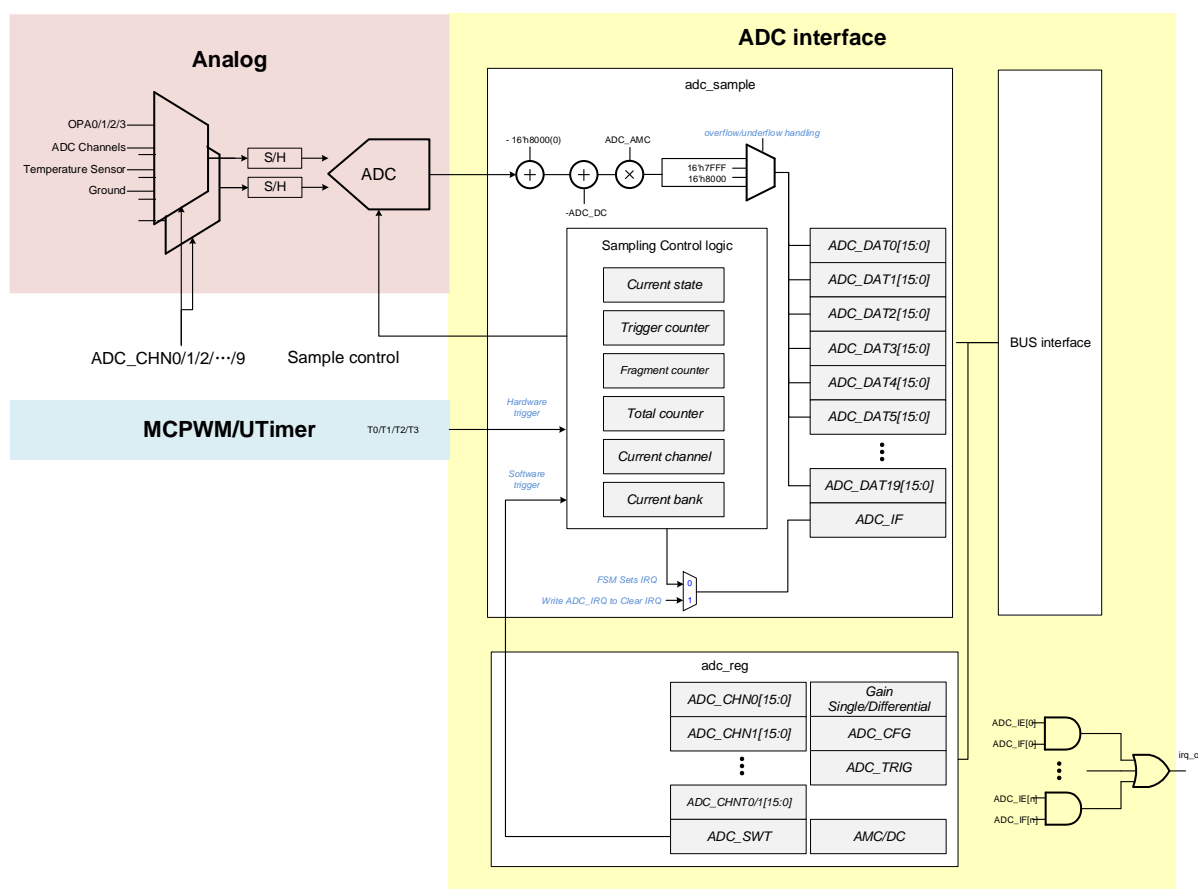 Analog
ADC interface
adc_sample
OPA0/1/2/3
ADC Channels
Temperature Sensor
Ground
S/H
S/H
ADC
- 16'h8000(0)
ADC_AMC
overflow/underflow handling
16'h7FFF
16'h8000
-ADC_DC
Sampling Control logic
Current state
Trigger counter
Fragment counter
Total counter
Current channel
Current bank
ADC_DAT0[15:0]
ADC_DAT1[15:0]
ADC_DAT2[15:0]
ADC_DAT3[15:0]
ADC_DAT4[15:0]
ADC_DAT5[15:0]
ADC_DAT19[15:0]
ADC_IF
BUS interface
ADC_CHN0/1/2/⋯/9
Sample control
MCPWM/UTimer
T0/T1/T2/T3
Hardware
trigger
Software
trigger
FSM Sets IRQ
0
Write ADC_IRQ to Clear IRQ
1
adc_reg
ADC_CHN0[15:0]
Gain
Single/Differential
ADC_CHN1[15:0]
ADC_CFG
ADC_TRIG
ADC_CHNT0/1[15:0]
ADC_SWT
AMC/DC
ADC_IE[0]
ADC_IF[0]
ADC_IE[n]
ADC_IF[n]